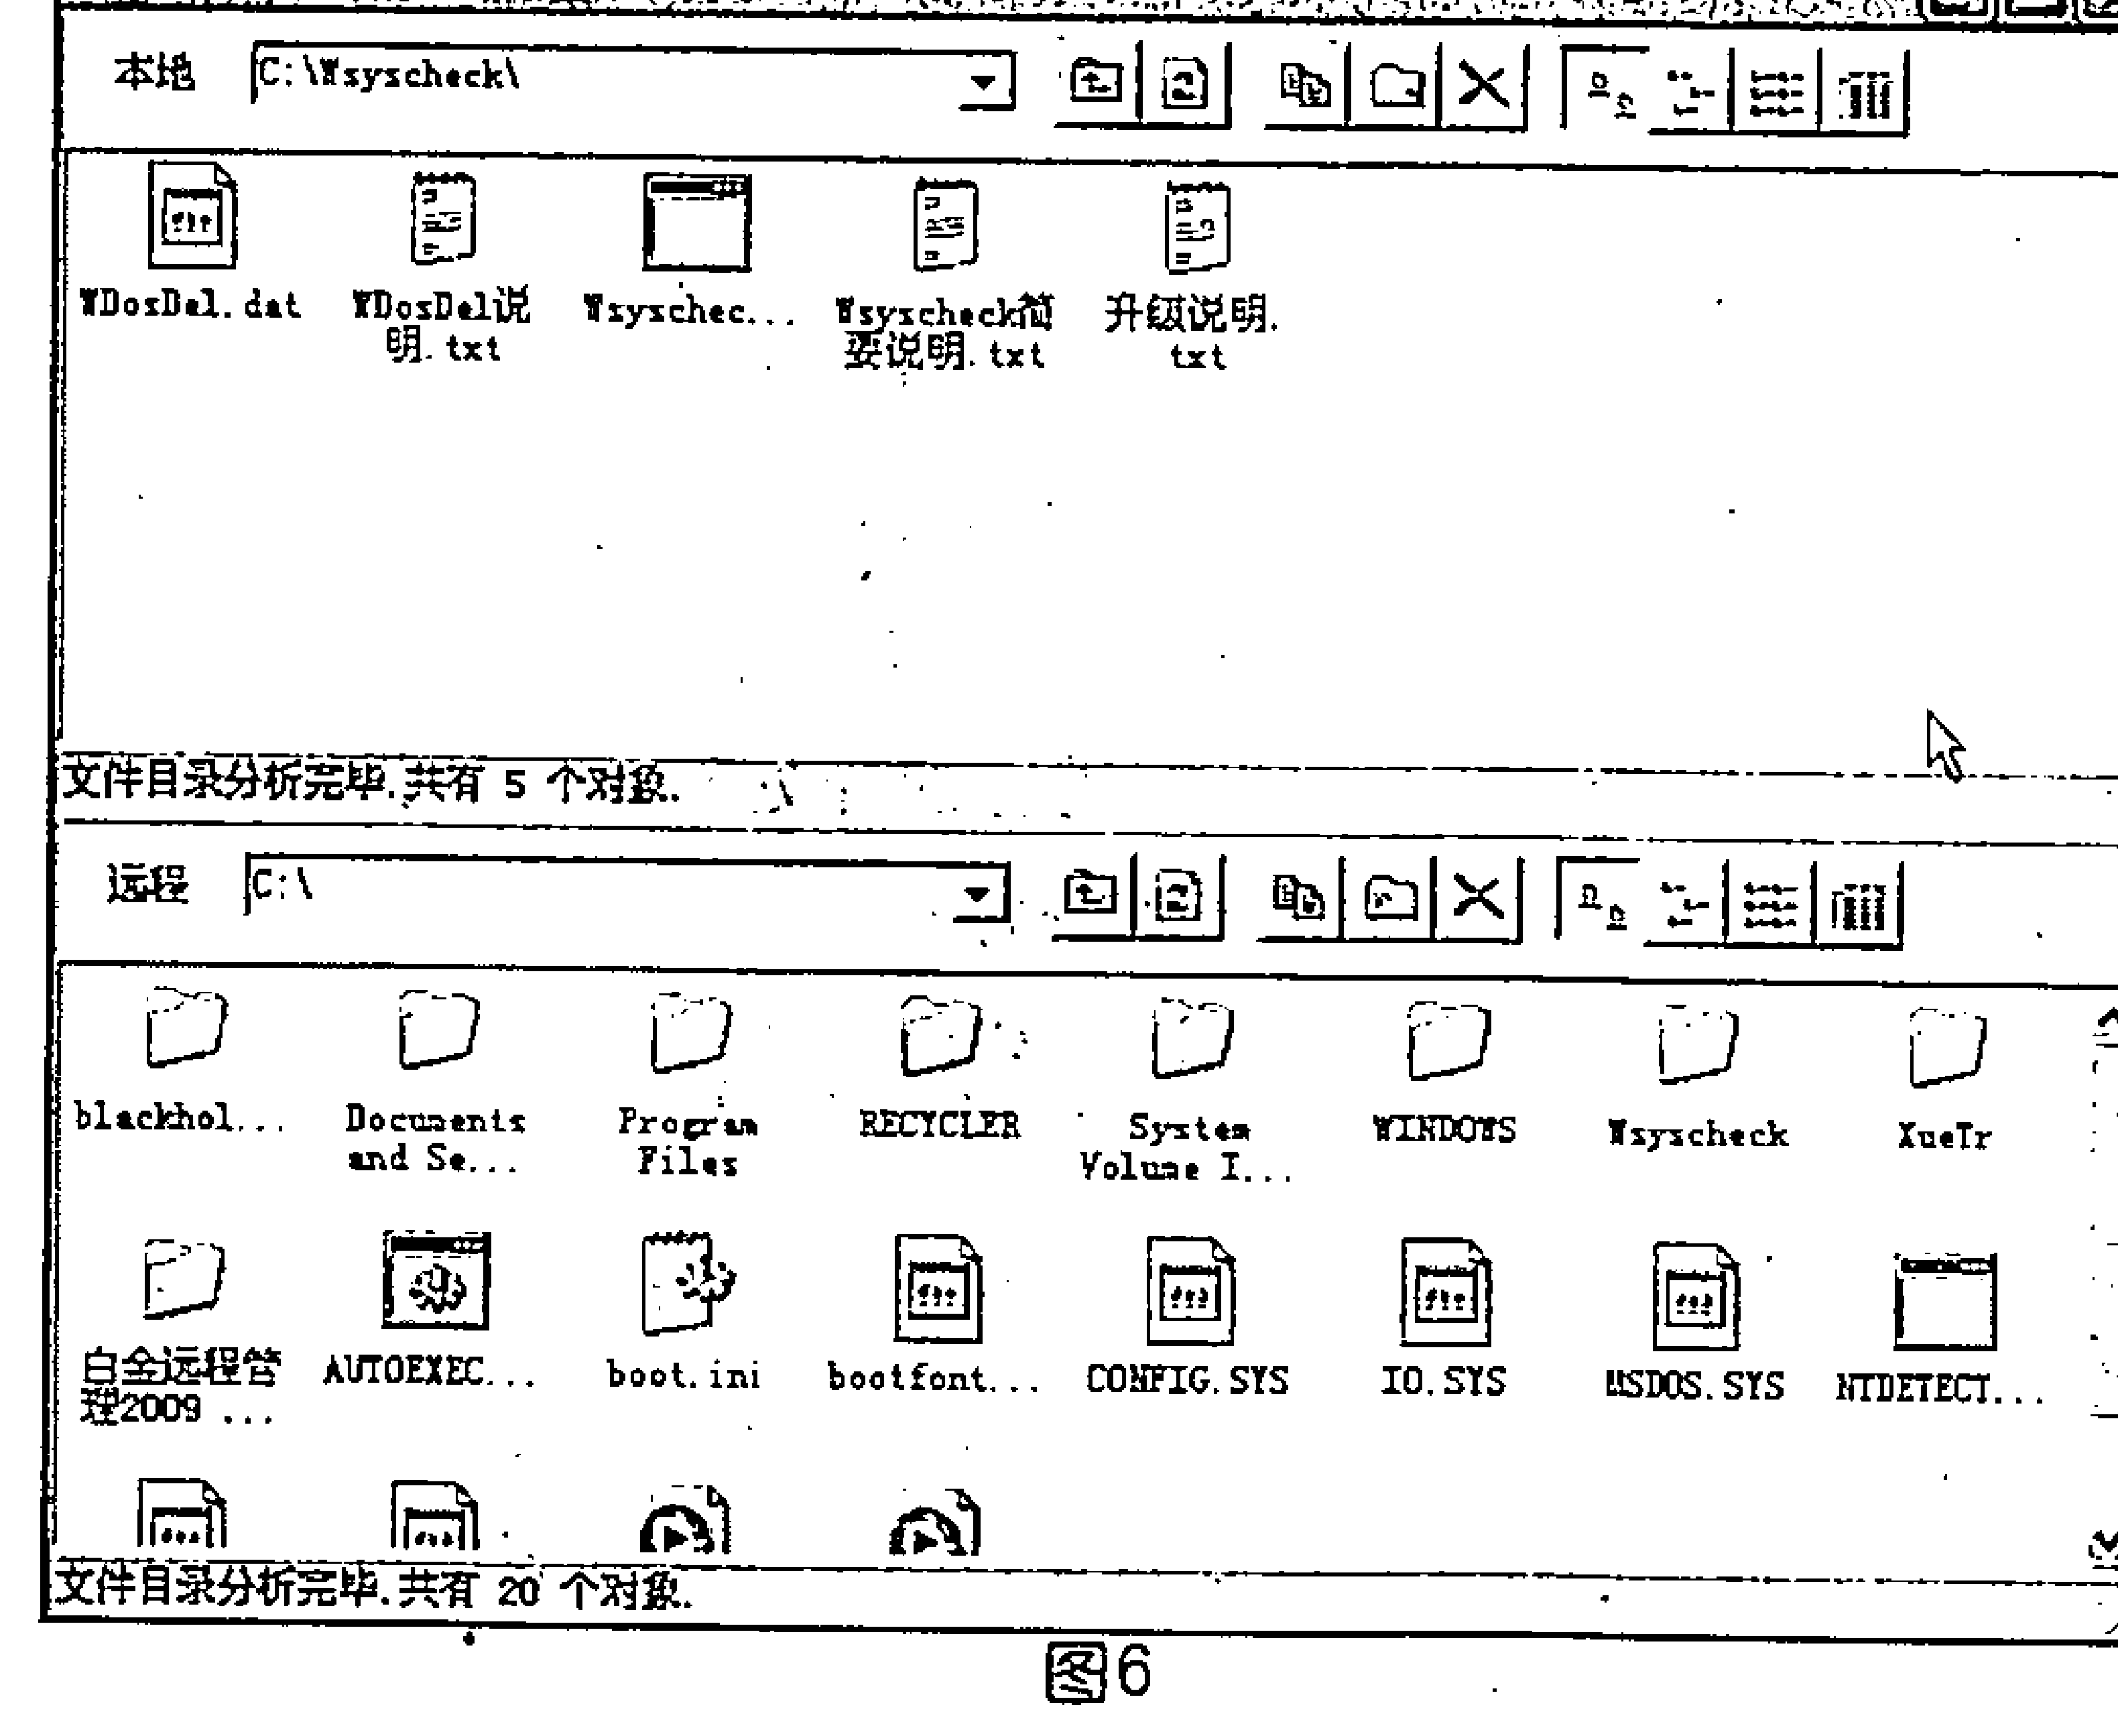 本地 C:\Wsyscheck\
WDosDel.dat WDosDel说 Wsyschec... Wsyscheck简 升级说明.
明.txt 要说明.txt txt
文件目录分析完毕.共有 5 个对象.
远程 C:\
blackhol... Documents Program RECYCLER System WINDOWS Wsyscheck XueTr
and Se... Files Volume I...
白金远程管 AUTOEXEC... boot.ini bootfont... CONFIG.SYS IO.SYS MSDOS.SYS NTDETECT...
理2009 ...
文件目录分析完毕.共有 20 个对象.
图6